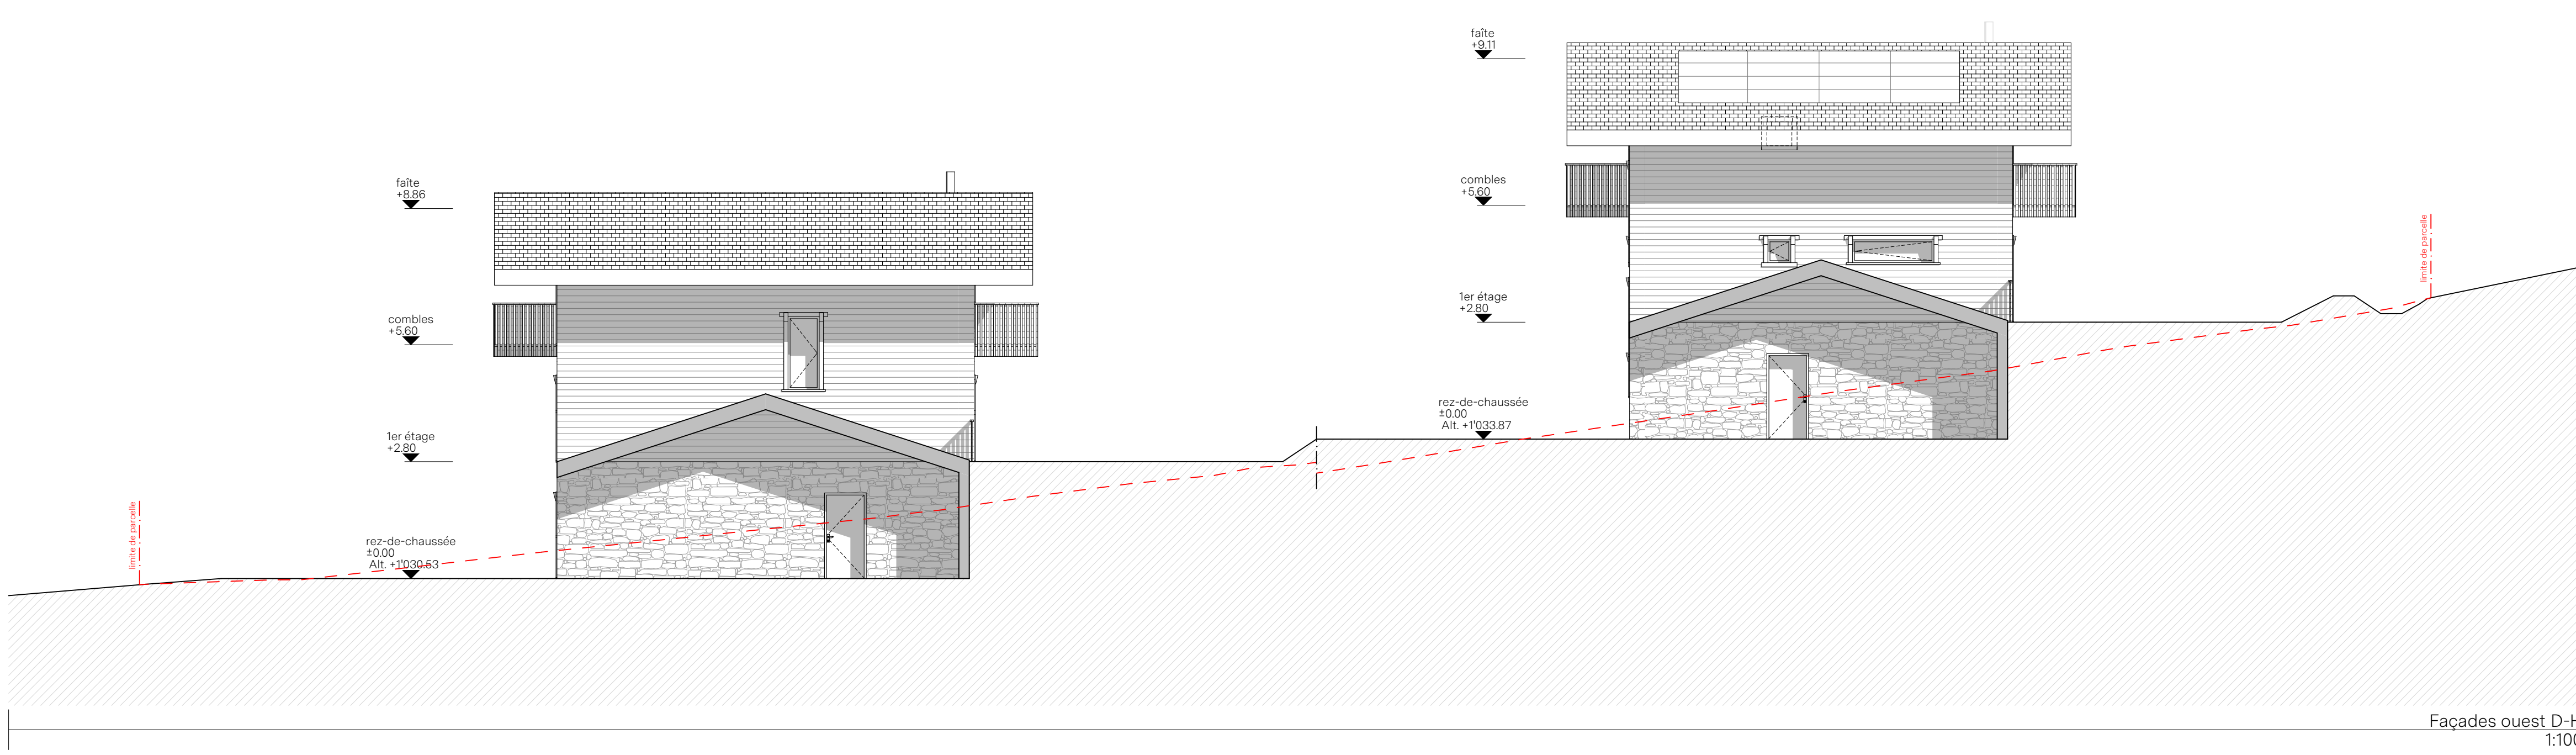 faîte
+9.11
combles
+5.60
1er étage
+2.80
rez-de-chaussée
±0.00
Alt. +1'033.87
faîte
+8.86
combles
+5.60
1er étage
+2.80
rez-de-chaussée
±0.00
Alt. +1'030.53
limite de parcelle
limite de parcelle
Façades ouest D-H
1:100